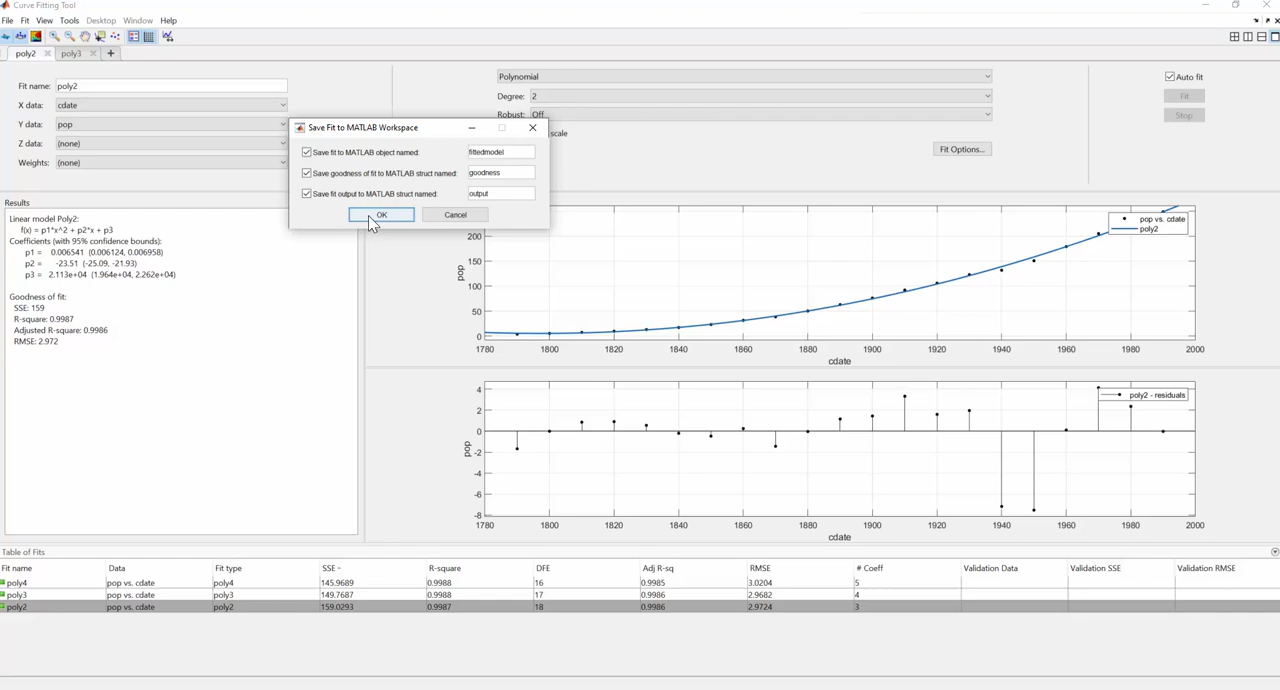 Curve Fitting Tool
File Fit View Tools Desktop Window Help
poly2 poly3
Fit name: poly2
X data: cdate
Y data: pop
Z data: (none)
Weights: (none)
Polynomial
Degree: 2
Robust: Off
scale
Fit Options...
Auto fit
Fit
Stop
Save Fit to MATLAB Workspace
Save fit to MATLAB object named: fittedmodel
Save goodness of fit to MATLAB struct named: goodness
Save fit output to MATLAB struct named: output
OK Cancel
Results
Linear model Poly2:
f(x) = p1*x^2 + p2*x + p3
Coefficients (with 95% confidence bounds):
p1 = 0.006541 (0.006124, 0.006958)
p2 = -23.51 (-25.09, -21.93)
p3 = 2.113e+04 (1.964e+04, 2.262e+04)
Goodness of fit:
SSE: 159
R-square: 0.9987
Adjusted R-square: 0.9986
RMSE: 2.972
pop vs. cdate
poly2
200
150
100
50
0
pop
1780 1800 1820 1840 1860 1880 1900 1920 1940 1960 1980 2000
cdate
poly2 - residuals
4
2
0
-2
-4
-6
-8
pop
1780 1800 1820 1840 1860 1880 1900 1920 1940 1960 1980 2000
cdate
Table of Fits
Fit name Data Fit type SSE R-square DFE Adj R-sq RMSE # Coeff Validation Data Validation SSE Validation RMSE
poly4 pop vs. cdate poly4 145.9689 0.9988 16 0.9985 3.0204 5
poly3 pop vs. cdate poly3 149.7687 0.9988 17 0.9986 2.9682 4
poly2 pop vs. cdate poly2 159.0293 0.9987 18 0.9986 2.9724 3